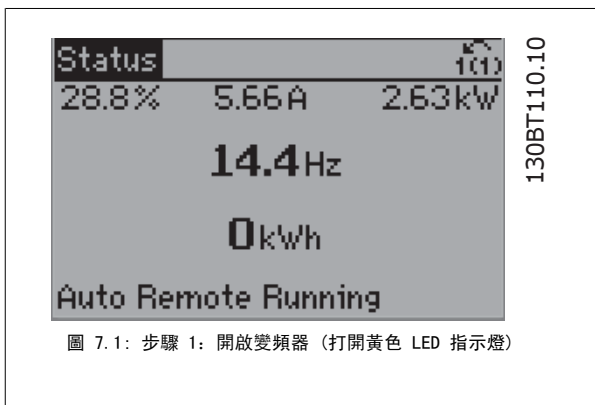 Status 1(1)
28.8% 5.66A 2.63kW
14.4Hz
0kWh
Auto Remote Running
130BT110.10
圖 7.1: 步驟 1: 開啟變頻器 (打開黃色 LED 指示燈)